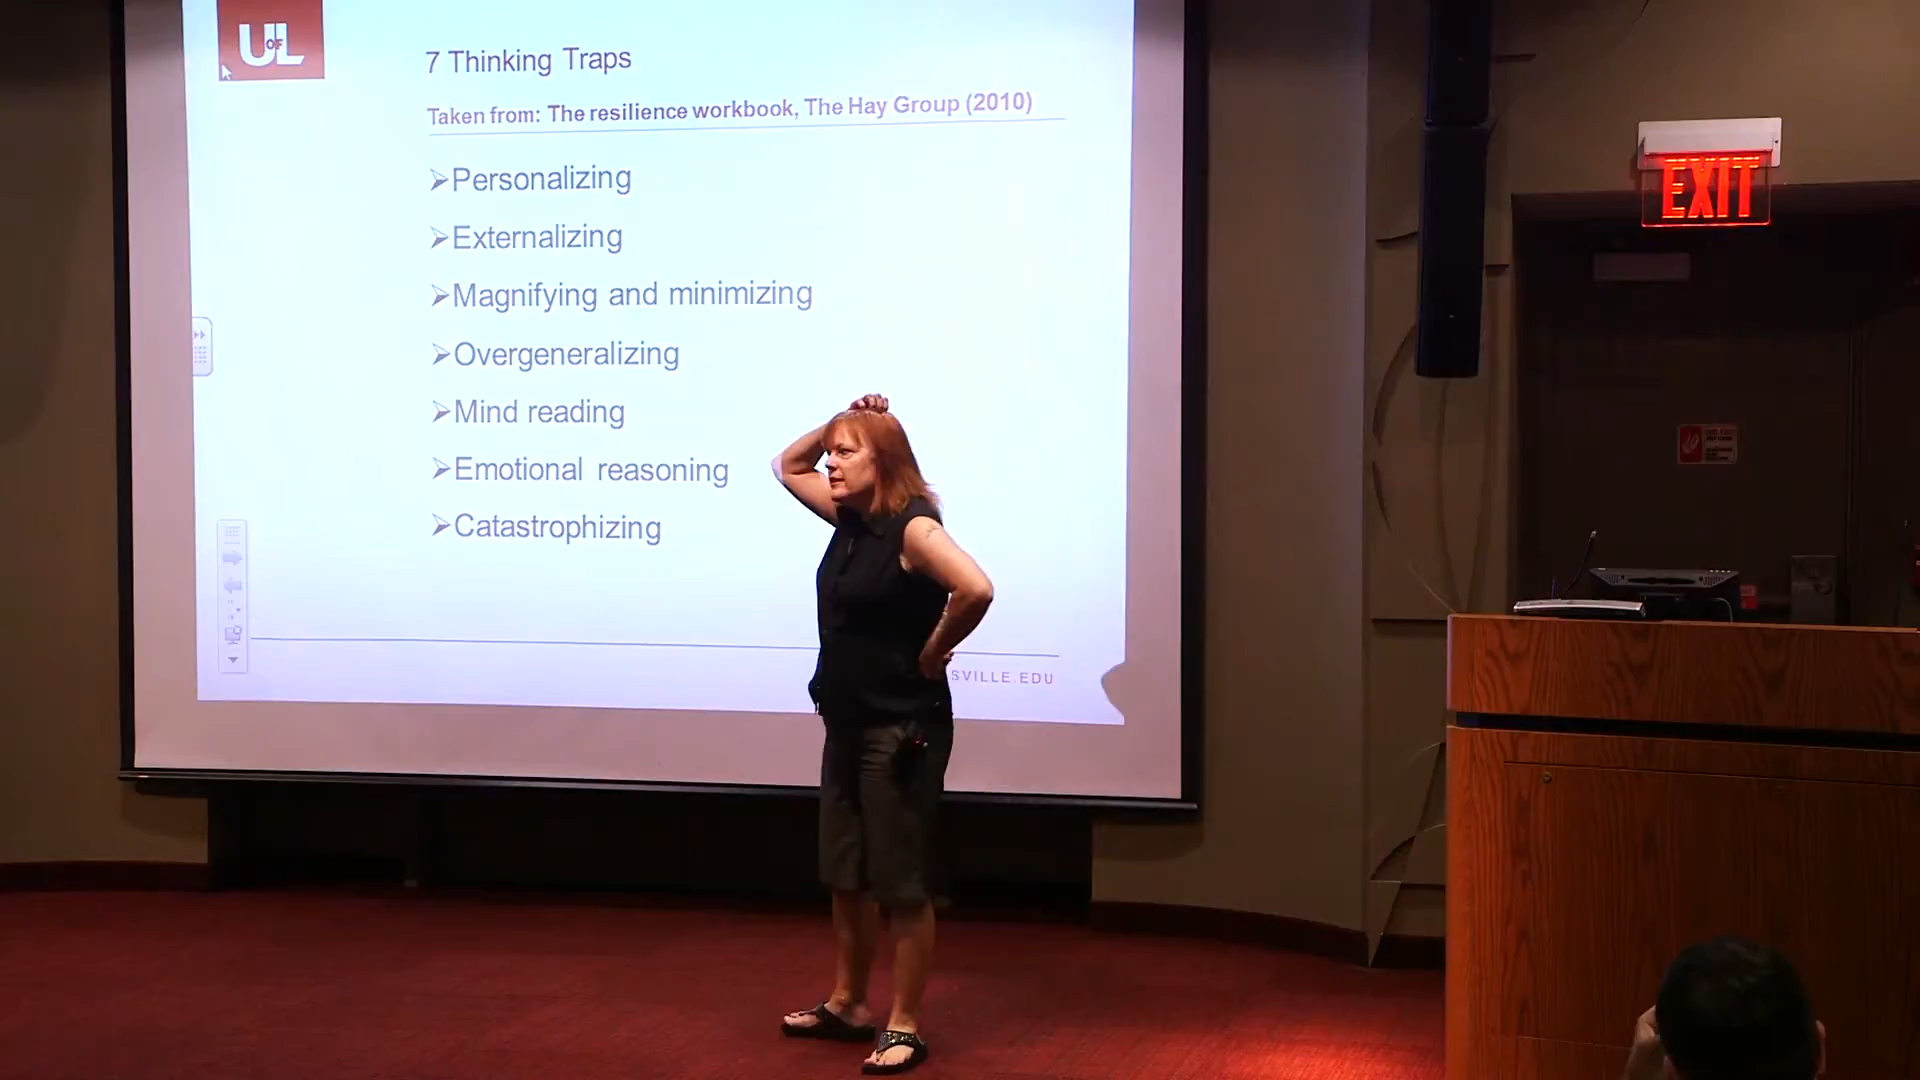 U OF L
7 Thinking Traps
Taken from: The resilience workbook, The Hay Group (2010)
➢Personalizing
➢Externalizing
➢Magnifying and minimizing
➢Overgeneralizing
➢Mind reading
➢Emotional reasoning
➢Catastrophizing
SVILLE.EDU
EXIT